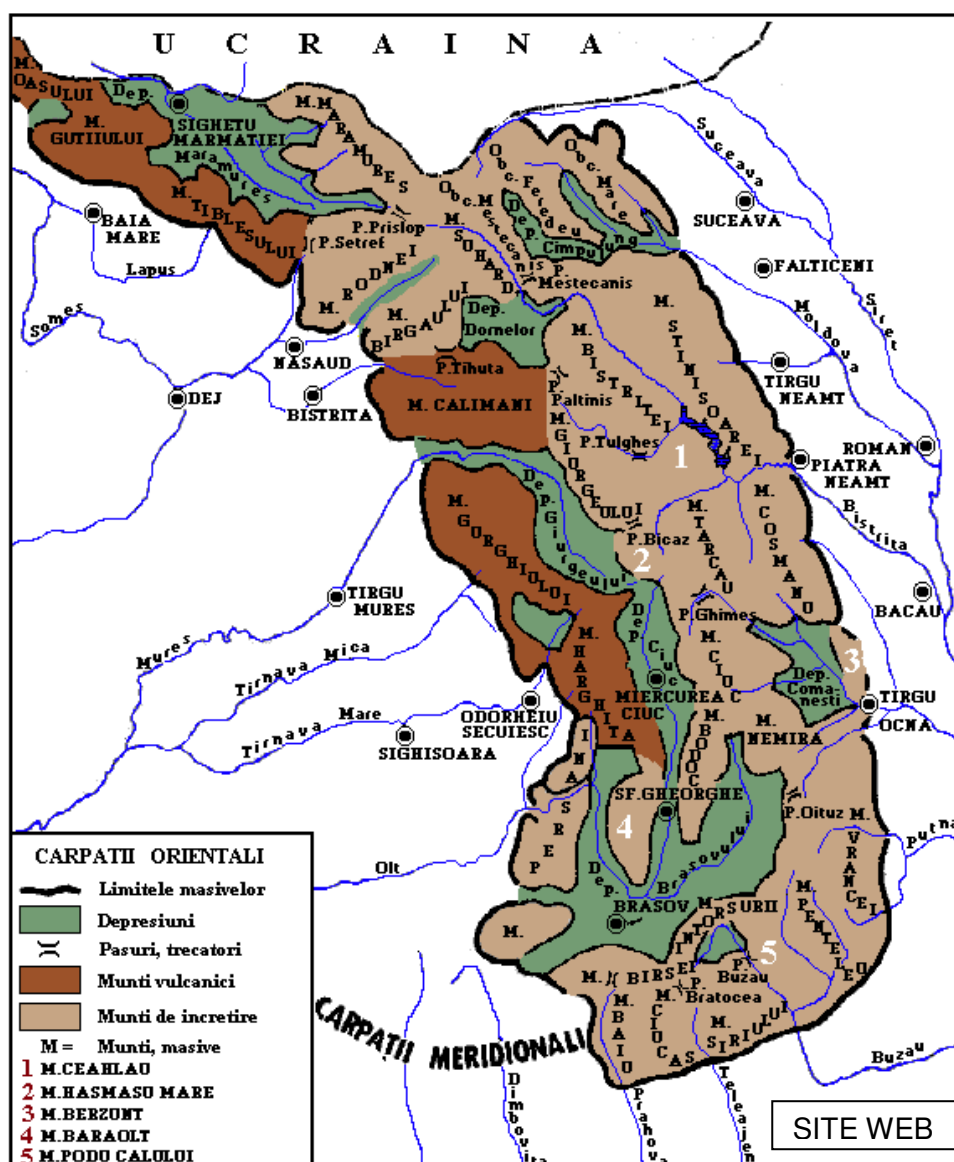 U C R A I N A
M. OASULUI
Dep.
M. GUTIIULUI
SIGHETU
MARMATIEI
Maramures
M. TIBLESULUI
M. MARAMURES
BAIA
MARE
Lapus
Somes
P. Setref
P. Prislop
M. RODNEI
M. SUHARD
Obc. Mestecanis
Obc. Feredeu
Obc. Mare
Dep. Cimpulung
P.
Mestecanis
Suceava
SUCEAVA
FALTICENI
Siret
Moldova
M. BIRGAULUI
Dep.
Dornelor
NASAUD
P. Tihuta
BISTRITA
DEJ
M. CALIMANI
P.
Paltinis
M. BISTRITEI
M. STINISOAREI
TIRGU
NEAMT
P. Tulghes
1
ROMAN
PIATRA
NEAMT
Bistrita
M. GIORGEULUI
Dep. Giurgeului
M. GORGHIULUI
P. Bicaz
2
M. TARCAU
M. COSMANU
BACAU
TIRGU
MURES
Mures
Tirnava Mica
Tirnava Mare
P. Ghimes
Dep. Ciuc
M. CIUC
MIERCUREA
CIUC
Dep.
Coma-
nesti
3
TIRGU
OCNA
M. HARGHITA
ODORHEIU
SECUIESC
SIGHISOARA
M. BODOC
M.
NEMIRA
SF. GHEORGHE
P. Oituz
PERSANI
4
Dep. Brasovului
BRASOV
Olt
M. VRANCEI
Putna
M. PENTELEU
M. INTORSURII
5
P.
Buzau
M.
M. BIRSEI
P.
Bratocea
M. BAIU
M. CIUCAS
M. SIRIULUI
Buzau
CARPAȚII MERIDIONALI
Dimbovita
Prahova
Teleajen
CARPATII ORIENTALI
Limitele masivelor
Depresiuni
Pasuri, trecatori
Munti vulcanici
Munti de incretire
M = Munti, masive
1 M.CEAHLAU
2 M.HASMASU MARE
3 M.BERZUNT
4 M.BARAOLT
5 M.PODU CALULUI
SITE WEB